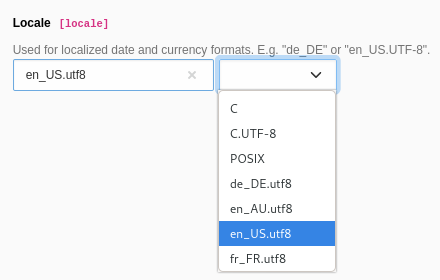 Locale [locale]
Used for localized date and currency formats. E.g. "de_DE" or "en_US.UTF-8".
en_US.utf8
C
C.UTF-8
POSIX
de_DE.utf8
en_AU.utf8
en_US.utf8
fr_FR.utf8